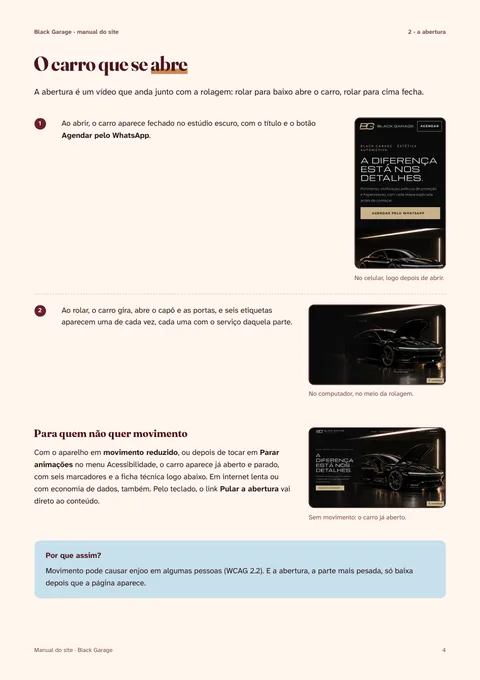 Black Garage · manual do site
2 · a abertura
O carro que se abre
A abertura é um vídeo que anda junto com a rolagem: rolar para baixo abre o carro, rolar para cima fecha.
1
Ao abrir, o carro aparece fechado no estúdio escuro, com o título e o botão
Agendar pelo WhatsApp.
BG BLACK GARAGE
AGENDAR
BLACK GARAGE · ESTÉTICA
AUTOMOTIVA
A DIFERENÇA
ESTÁ NOS
DETALHES.
AGENDAR PELO WHATSAPP
No celular, logo depois de abrir.
2
Ao rolar, o carro gira, abre o capô e as portas, e seis etiquetas
aparecem uma de cada vez, cada uma com o serviço daquela parte.
No computador, no meio da rolagem.
Para quem não quer movimento
Com o aparelho em movimento reduzido, ou depois de tocar em Parar
animações no menu Acessibilidade, o carro aparece já aberto e parado,
com seis marcadores e a ficha técnica logo abaixo. Em internet lenta ou
com economia de dados, também. Pelo teclado, o link Pular a abertura vai
direto ao conteúdo.
A
DIFERENÇA
ESTÁ NOS
DETALHES
Sem movimento: o carro já aberto.
Por que assim?
Movimento pode causar enjoo em algumas pessoas (WCAG 2.2). E a abertura, a parte mais pesada, só baixa
depois que a página aparece.
Manual do site · Black Garage
4